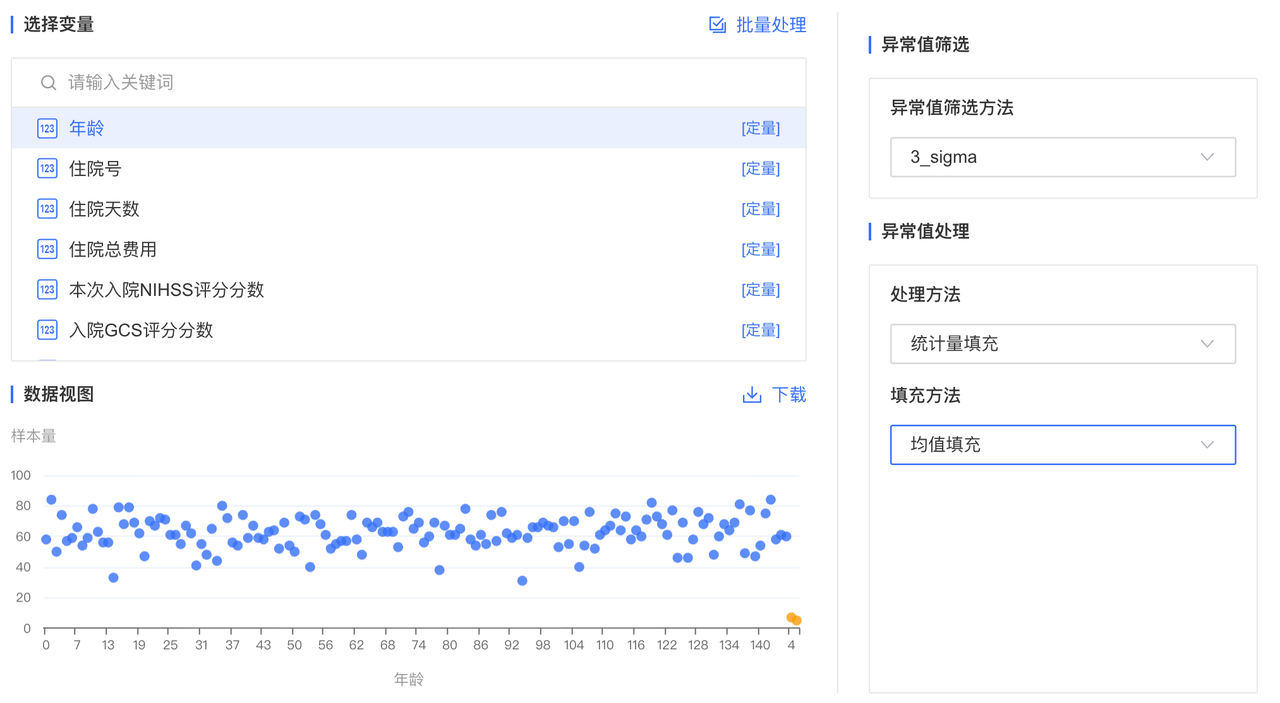 选择变量
批量处理
请输入关键词
123 年龄 [定量]
123 住院号 [定量]
123 住院天数 [定量]
123 住院总费用 [定量]
123 本次入院NIHSS评分分数 [定量]
123 入院GCS评分分数 [定量]
数据视图
下载
样本量
100
80
60
40
20
0
0 7 13 19 25 31 37 43 50 56 62 68 74 80 86 92 98 104 110 116 122 128 134 140 4
年龄
异常值筛选
异常值筛选方法
3_sigma
异常值处理
处理方法
统计量填充
填充方法
均值填充